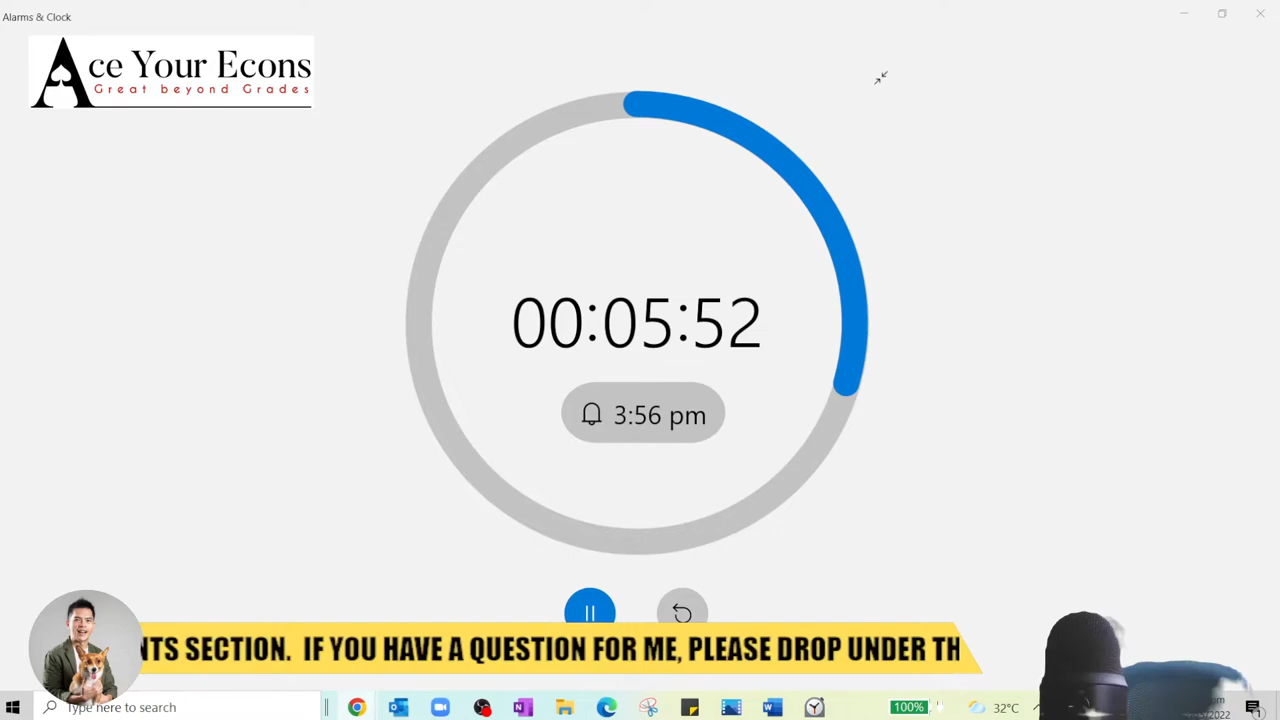 Alarms & Clock
Ace Your Econs
Great beyond Grades
00:05:52
3:56 pm
NTS SECTION. IF YOU HAVE A QUESTION FOR ME, PLEASE DROP UNDER TH
Type here to search
100%
32°C